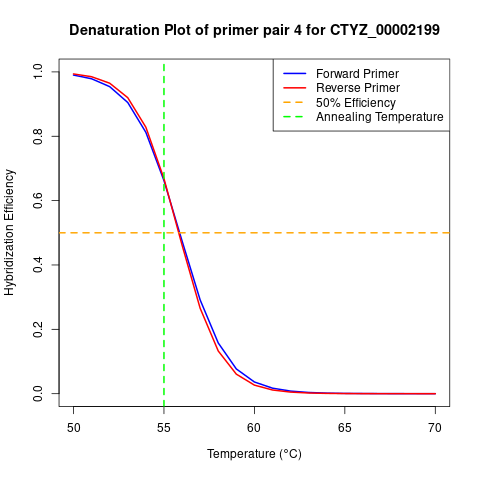 Denaturation Plot of primer pair 4 for CTYZ_00002199
Forward Primer
Reverse Primer
50% Efficiency
Annealing Temperature
Hybridization Efficiency
1.0
0.8
0.6
0.4
0.2
0.0
50 55 60 65 70
Temperature (°C)